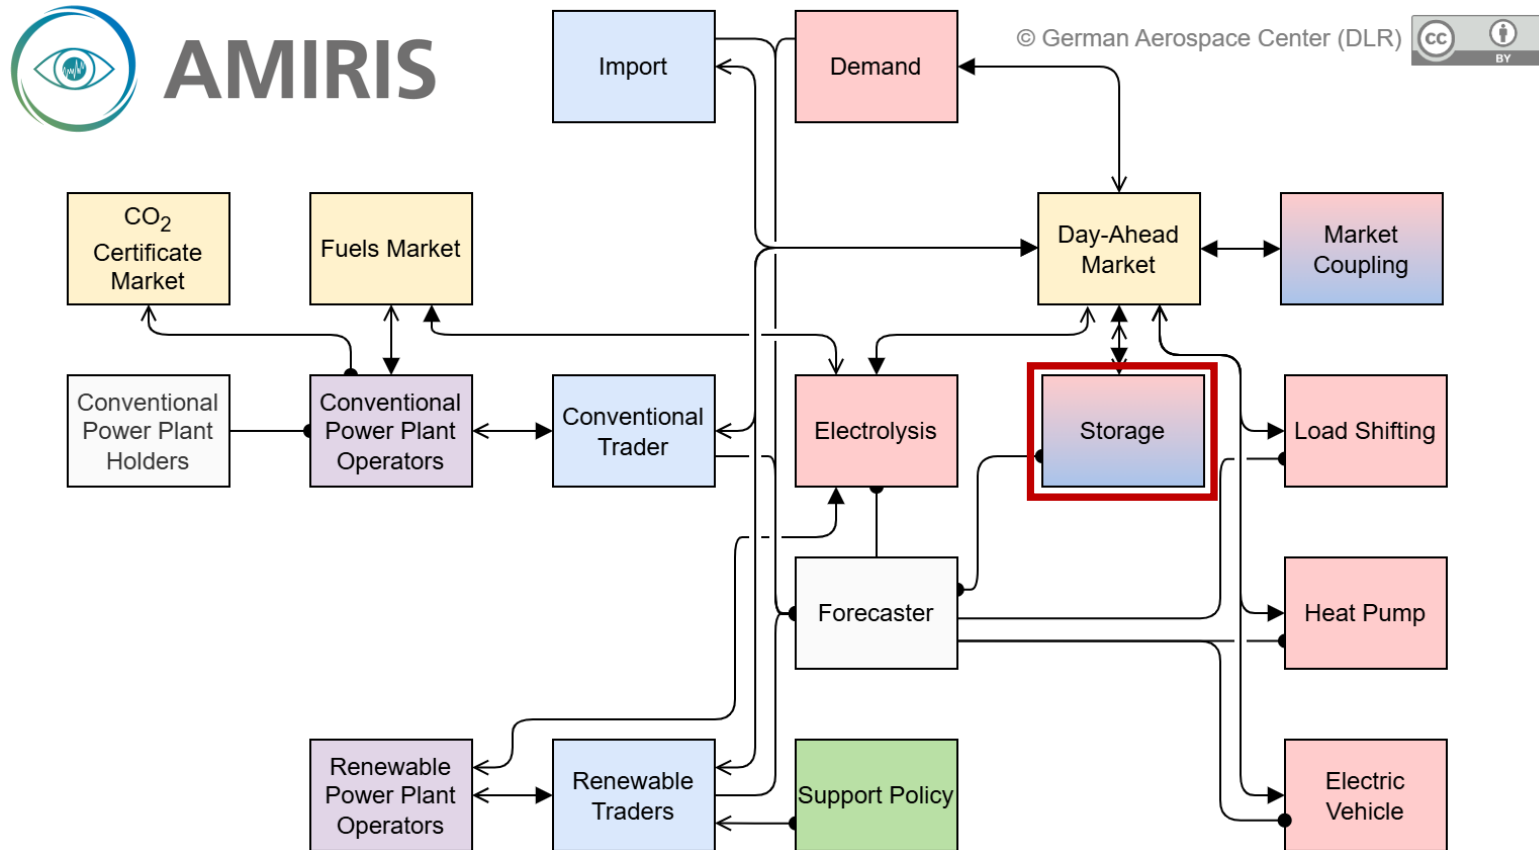 AMIRIS
Import
Demand
© German Aerospace Center (DLR)
cc
BY
CO2
Certificate
Market
Fuels Market
Day-Ahead
Market
Market
Coupling
Conventional
Power Plant
Holders
Conventional
Power Plant
Operators
Conventional
Trader
Electrolysis
Storage
Load Shifting
Forecaster
Heat Pump
Renewable
Power Plant
Operators
Renewable
Traders
Support Policy
Electric
Vehicle